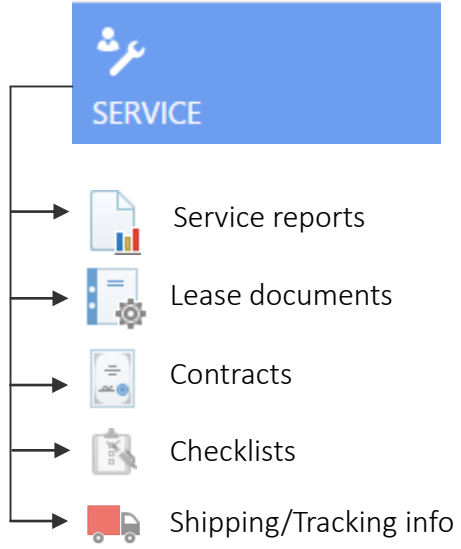 SERVICE
Service reports
Lease documents
Contracts
Checklists
Shipping/Tracking info